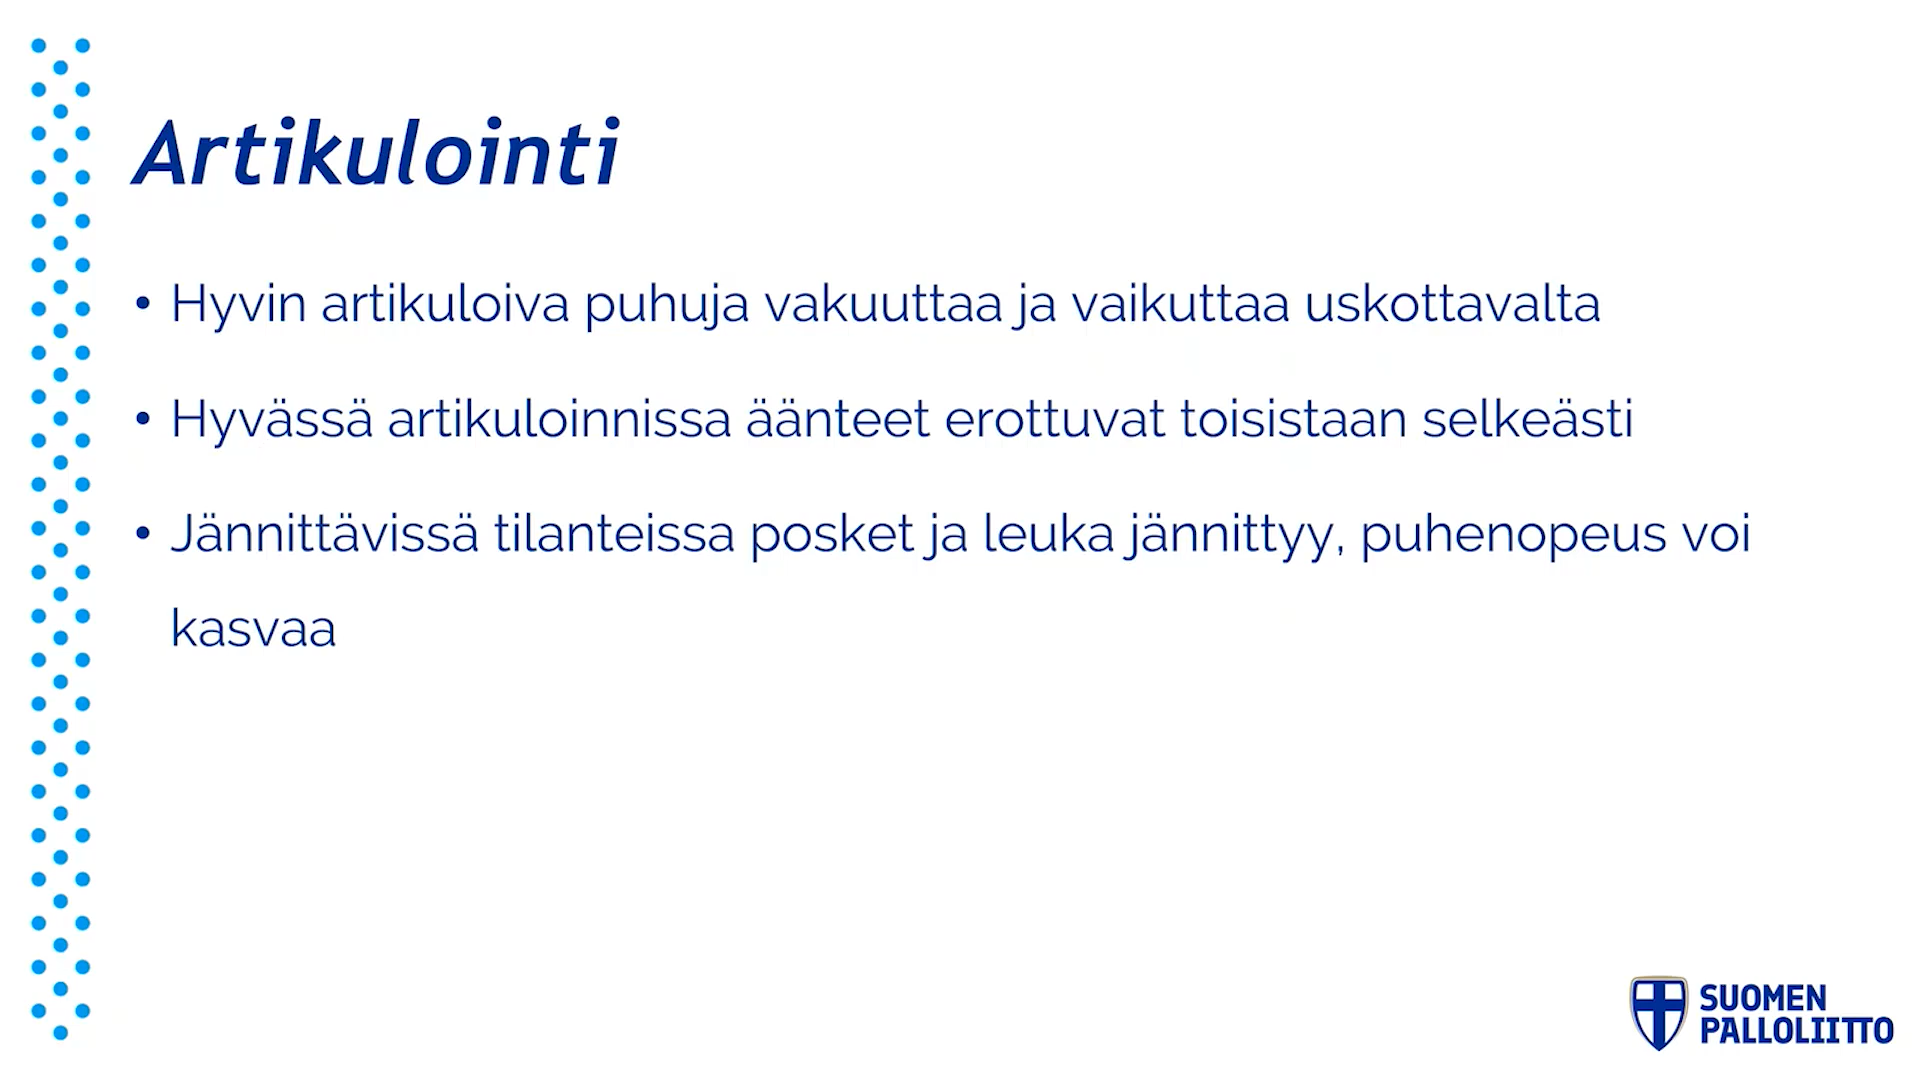 Artikulointi
• Hyvin artikuloiva puhuja vakuuttaa ja vaikuttaa uskottavalta
• Hyvässä artikuloinnissa äänteet erottuvat toisistaan selkeästi
• Jännittävissä tilanteissa posket ja leuka jännittyy, puhenopeus voi
kasvaa
SUOMEN
PALLOLIITTO